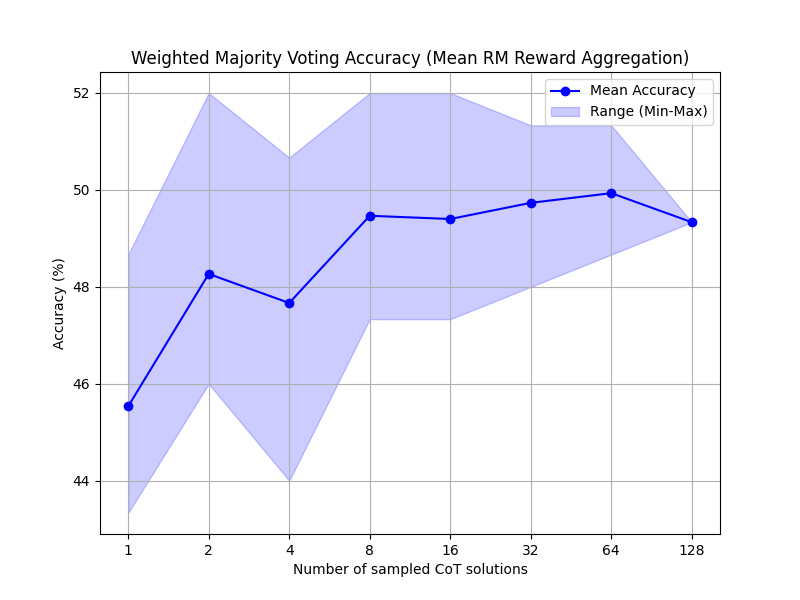 Weighted Majority Voting Accuracy (Mean RM Reward Aggregation)
Mean Accuracy
Range (Min-Max)
Accuracy (%)
52
50
48
46
44
1 2 4 8 16 32 64 128
Number of sampled CoT solutions